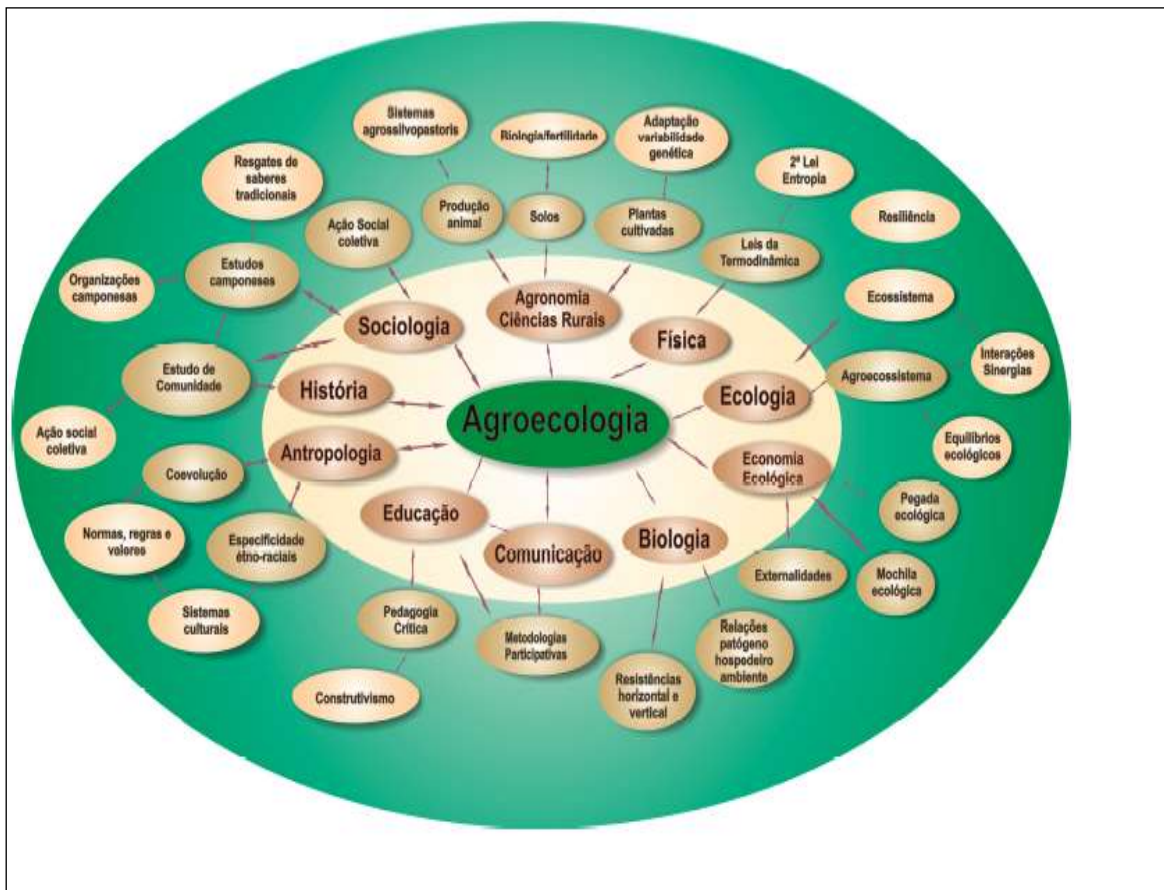 Sistemas
agrossilvopastoris
Biologia/fertilidade
Adaptação
variabilidade
genética
2ª Lei
Entropia
Resgates de
saberes
tradicionais
Resiliência
Ação Social
coletiva
Produção
animal
Solos
Plantas
cultivadas
Leis da
Termodinâmica
Organizações
camponesas
Estudos
camponeses
Sociologia
Agronomia
Ciências Rurais
Física
Ecossistema
Estudo de
Comunidade
História
Agroecologia
Ecologia
Agroecossistema
Interações
Sinergias
Ação social
coletiva
Coevolução
Antropologia
Economia
Ecológica
Equilíbrios
ecológicos
Normas, regras e
valores
Especificidade
étno-raciais
Educação
Comunicação
Biologia
Pegada
ecológica
Externalidades
Mochila
ecológica
Sistemas
culturais
Pedagogia
Crítica
Metodologias
Participativas
Relações
patógeno
hospedeiro
ambiente
Construtivismo
Resistências
horizontal e
vertical